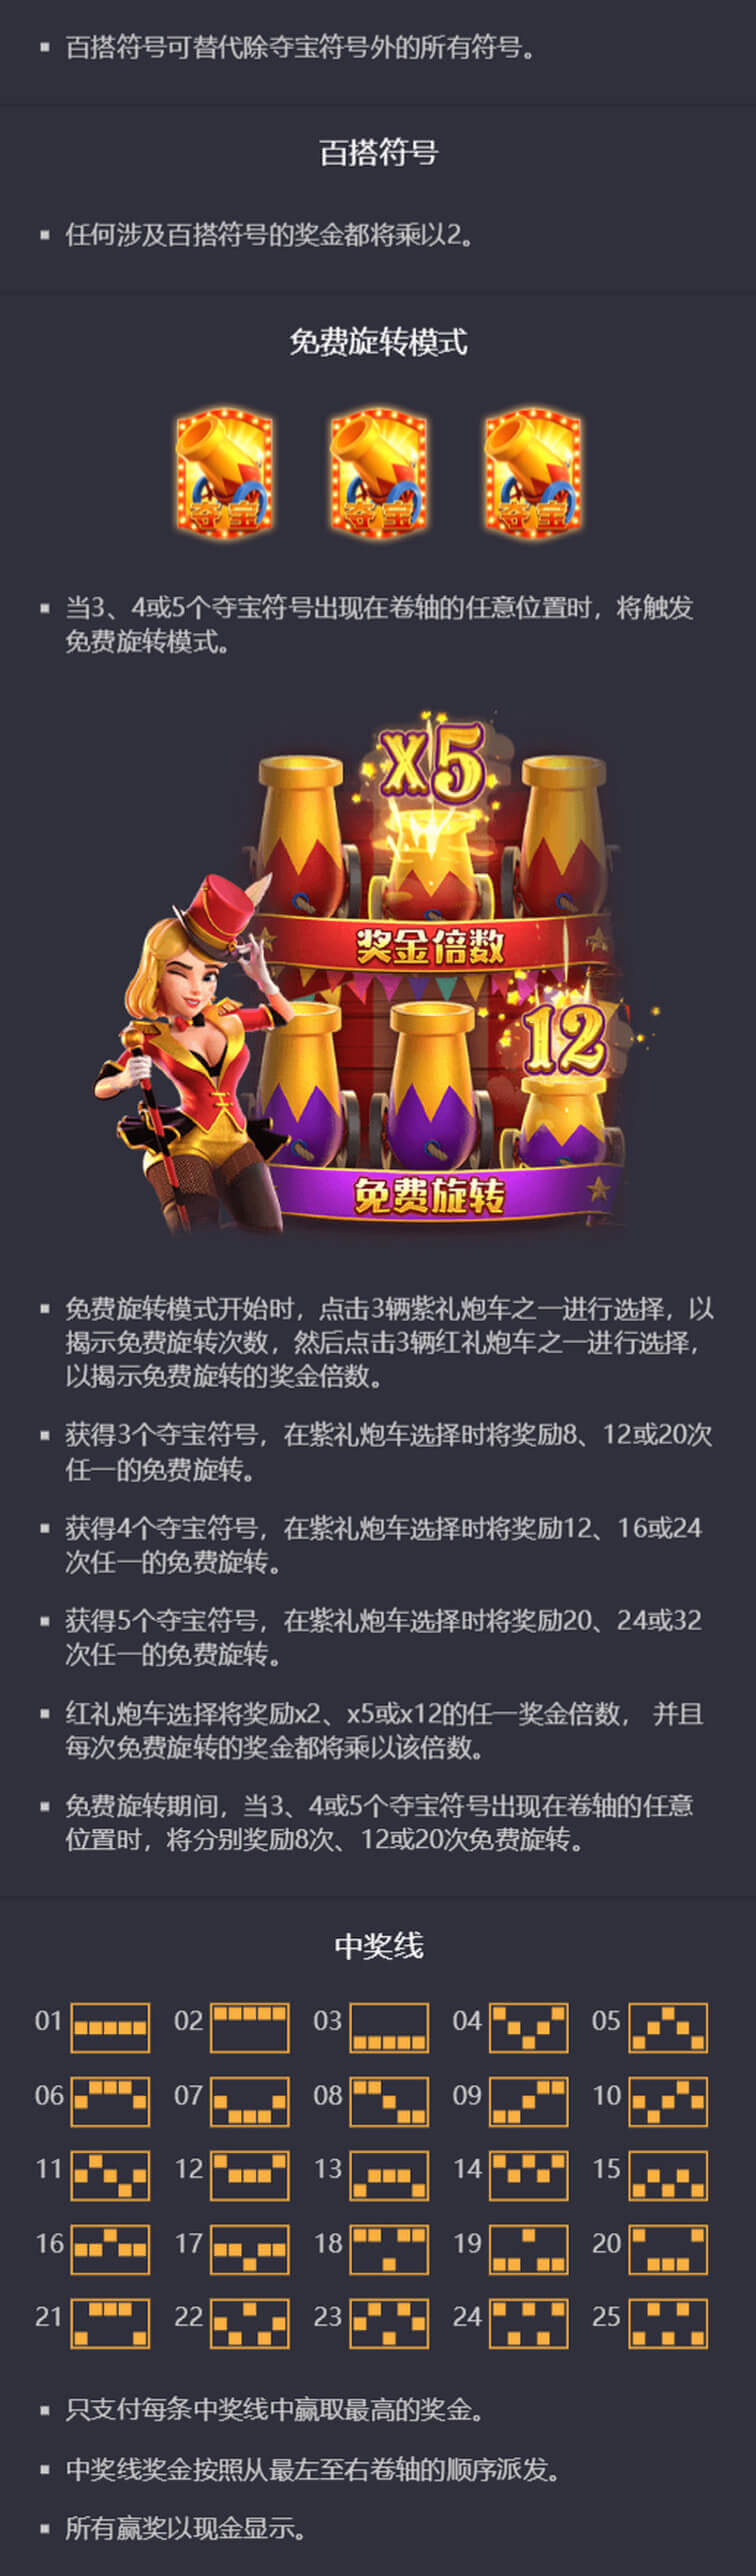 百搭符号可替代除夺宝符号外的所有符号。
百搭符号
任何涉及百搭符号的奖金都将乘以2。
免费旋转模式
夺宝 夺宝 夺宝
当3、4或5个夺宝符号出现在卷轴的任意位置时，将触发
免费旋转模式。
x5
奖金倍数
12
免费旋转
免费旋转模式开始时，点击3辆紫礼炮车之一进行选择，以
揭示免费旋转次数，然后点击3辆红礼炮车之一进行选择，
以揭示免费旋转的奖金倍数。
获得3个夺宝符号，在紫礼炮车选择时将奖励8、12或20次
任一的免费旋转。
获得4个夺宝符号，在紫礼炮车选择时将奖励12、16或24
次任一的免费旋转。
获得5个夺宝符号，在紫礼炮车选择时将奖励20、24或32
次任一的免费旋转。
红礼炮车选择将奖励x2、x5或x12的任一奖金倍数， 并且
每次免费旋转的奖金都将乘以该倍数。
免费旋转期间，当3、4或5个夺宝符号出现在卷轴的任意
位置时，将分别奖励8次、12或20次免费旋转。
中奖线
01 02 03 04 05
06 07 08 09 10
11 12 13 14 15
16 17 18 19 20
21 22 23 24 25
只支付每条中奖线中赢取最高的奖金。
中奖线奖金按照从最左至右卷轴的顺序派发。
所有赢奖以现金显示。